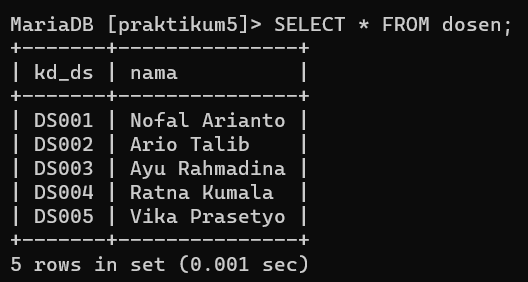 MariaDB [praktikum5]> SELECT * FROM dosen;
+-------+---------------+
| kd_ds | nama          |
+-------+---------------+
| DS001 | Nofal Arianto |
| DS002 | Ario Talib    |
| DS003 | Ayu Rahmadina |
| DS004 | Ratna Kumala  |
| DS005 | Vika Prasetyo |
+-------+---------------+
5 rows in set (0.001 sec)